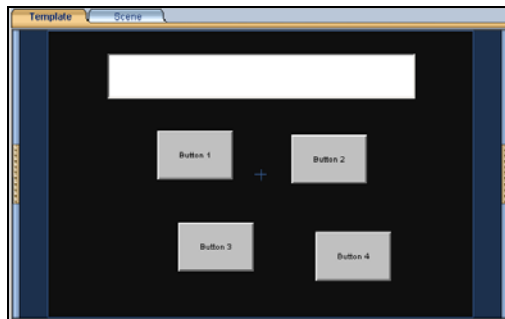 Template Scene
Button 1
Button 2
Button 3
Button 4